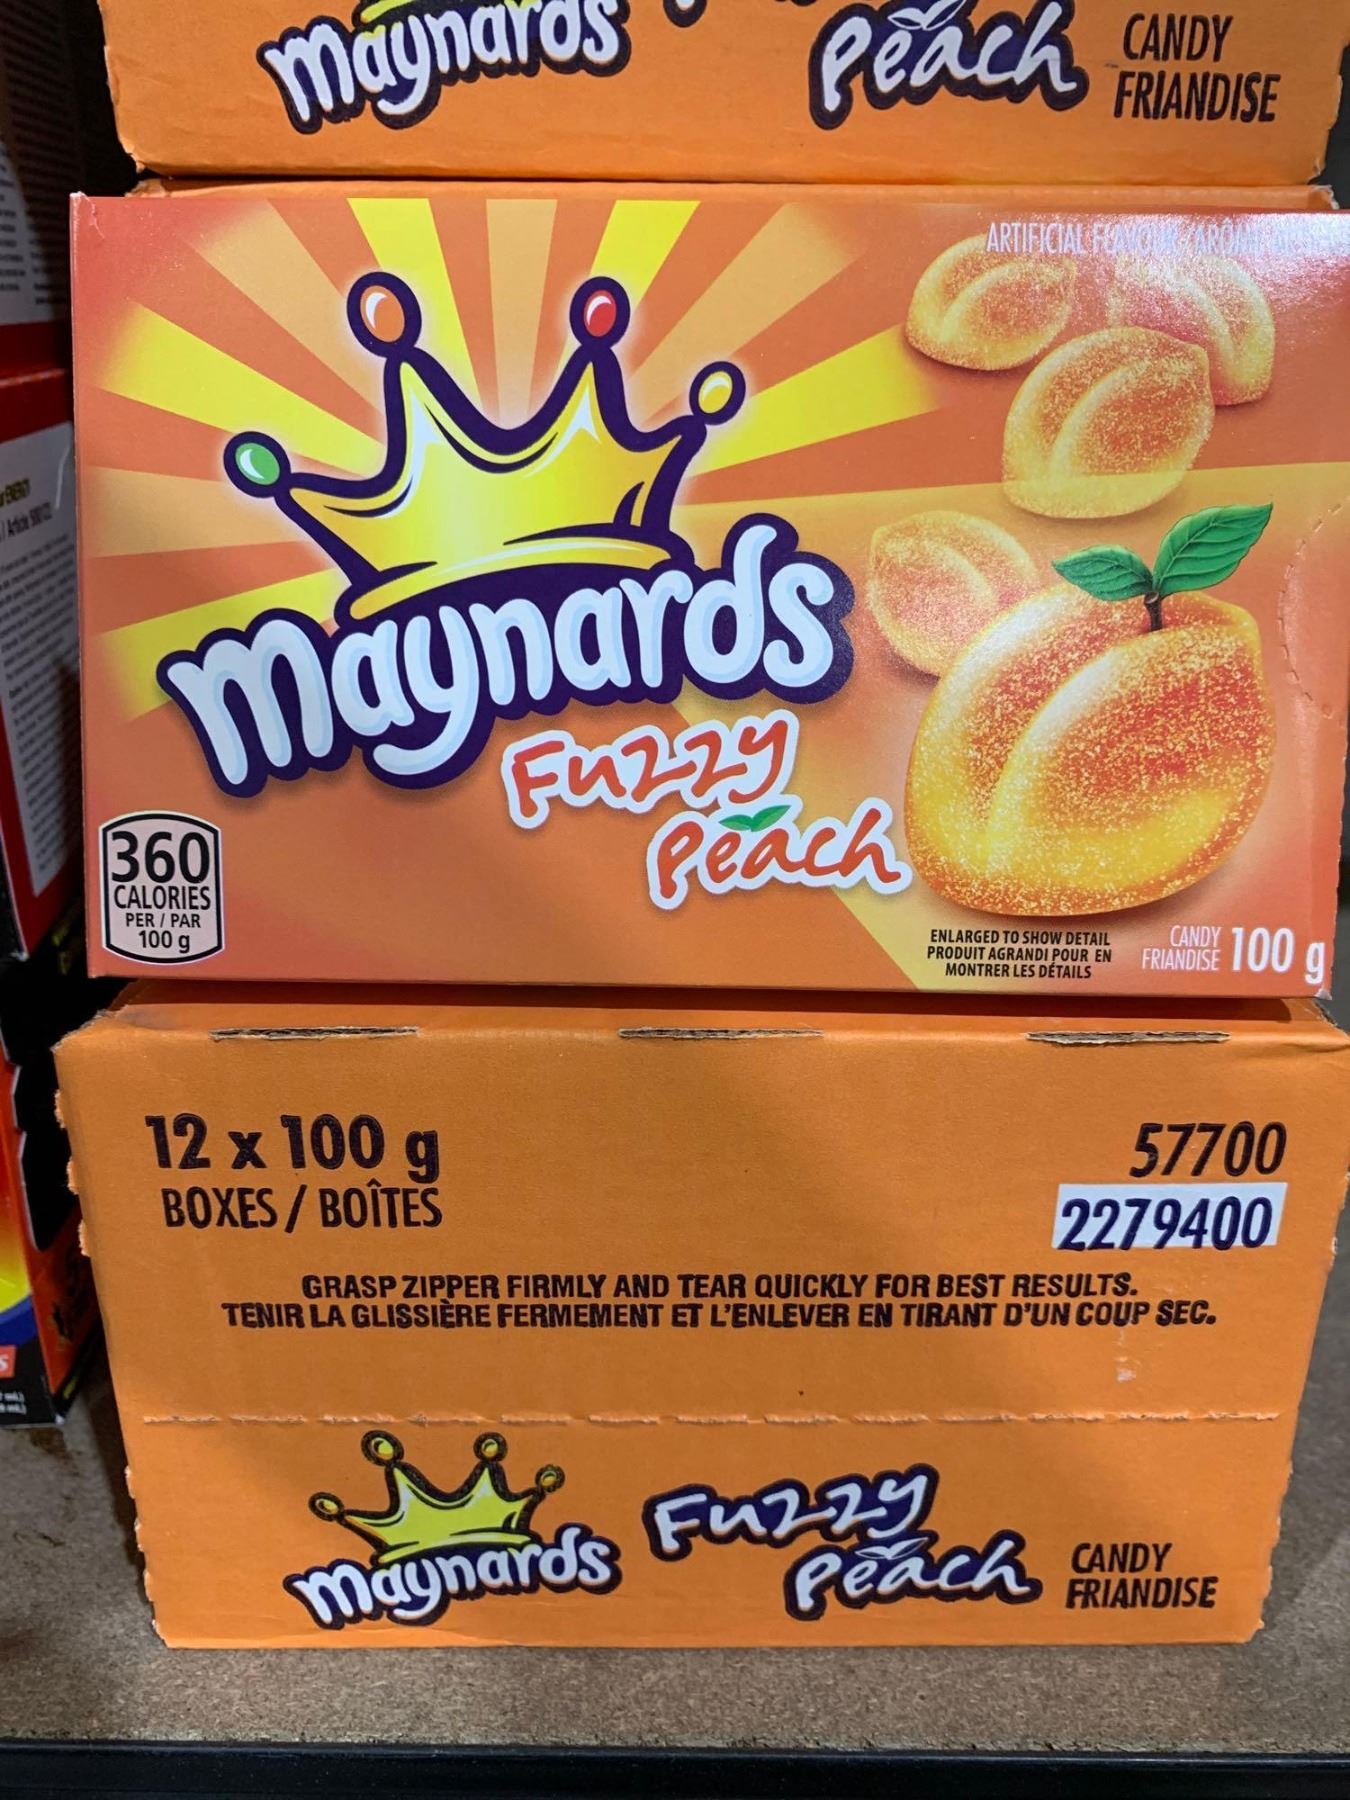 Maynards
Peach
CANDY
FRIANDISE
ARTIFICIAL
Maynards
Fuzzy
Peach
360
CALORIES
PER / PAR
100 g
ENLARGED TO SHOW DETAIL
PRODUIT AGRANDI POUR EN
MONTRER LES DÉTAILS
CANDY
FRIANDISE
100 g
12 x 100 g
BOXES / BOÎTES
57700
2279400
GRASP ZIPPER FIRMLY AND TEAR QUICKLY FOR BEST RESULTS.
TENIR LA GLISSIÈRE FERMEMENT ET L'ENLEVER EN TIRANT D'UN COUP SEC.
Maynards
Fuzzy
Peach
CANDY
FRIANDISE